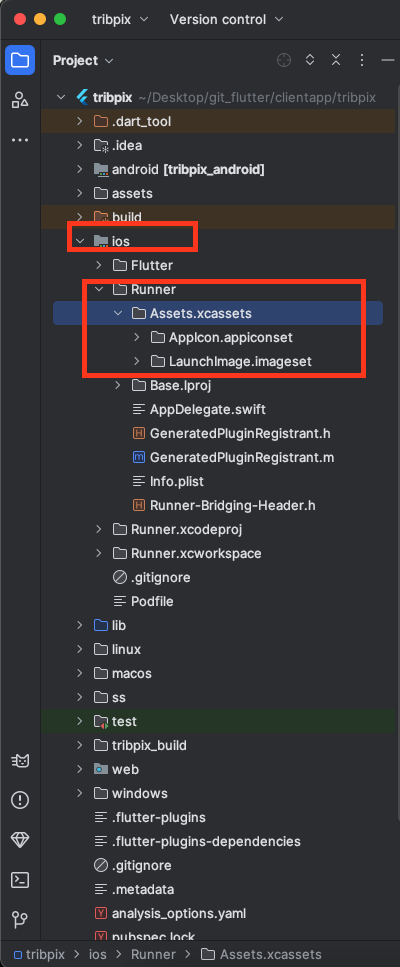 tribpix Version control
Project
tribpix ~/Desktop/git_flutter/clientapp/tribpix
.dart_tool
.idea
android [tribpix_android]
assets
build
ios
Flutter
Runner
Assets.xcassets
AppIcon.appiconset
LaunchImage.imageset
Base.lproj
AppDelegate.swift
H GeneratedPluginRegistrant.h
m GeneratedPluginRegistrant.m
Info.plist
H Runner-Bridging-Header.h
Runner.xcodeproj
Runner.xcworkspace
.gitignore
Podfile
lib
linux
macos
ss
test
tribpix_build
web
windows
.flutter-plugins
.flutter-plugins-dependencies
.gitignore
.metadata
Y analysis_options.yaml
Y pubspec.lock
tribpix > ios > Runner > Assets.xcassets